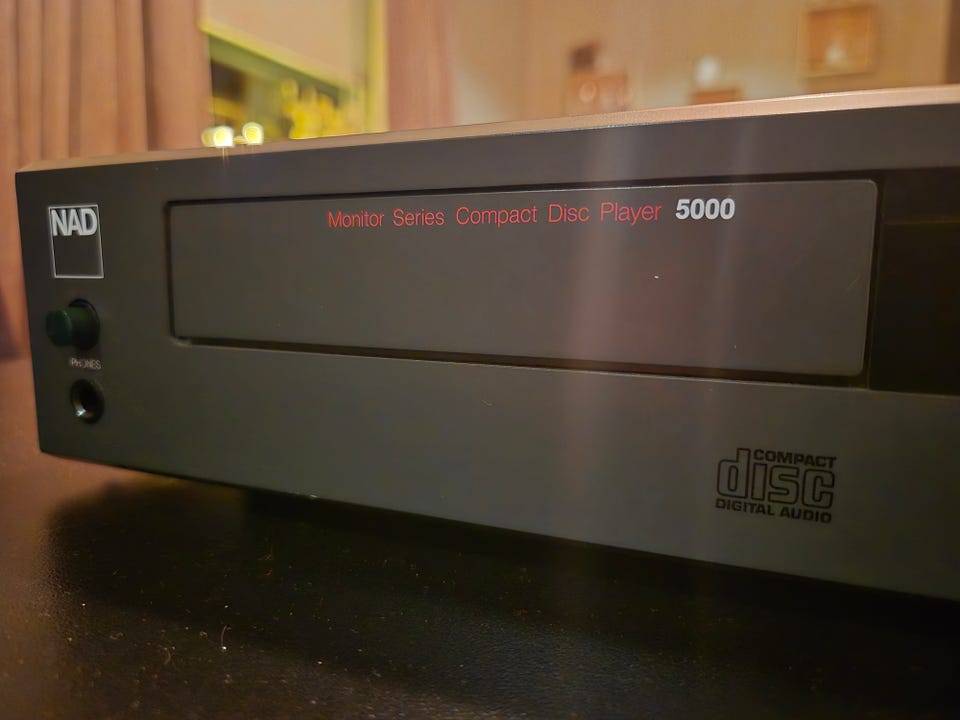 NAD
Monitor Series Compact Disc Player 5000
PHONES
COMPACT
disc
DIGITAL AUDIO